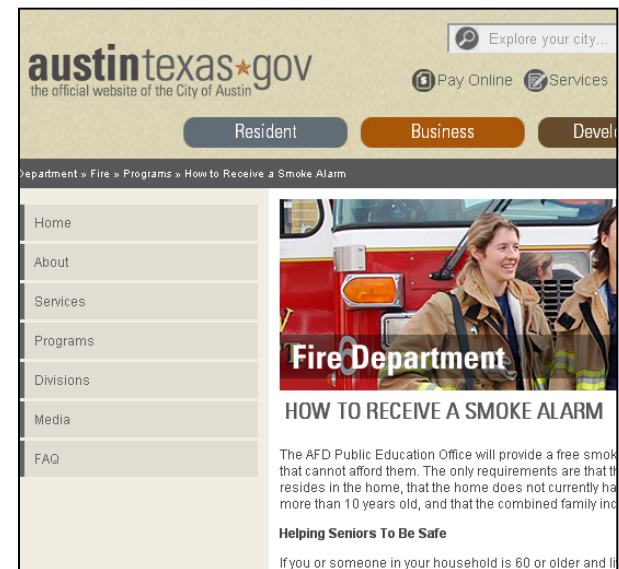 Explore your city...
austintexas★gov
the official website of the City of Austin
Pay Online Services
Resident Business
Department » Fire » Programs » How to Receive a Smoke Alarm
Home
About
Services
Programs
Divisions
Media
FAQ
Fire Department
HOW TO RECEIVE A SMOKE ALARM
The AFD Public Education Office will provide a free
that cannot afford them. The only requirements are that
resides in the home, that the home does not currently
more than 10 years old, and that the combined family
Helping Seniors To Be Safe
If you or someone in your household is 60 or older and